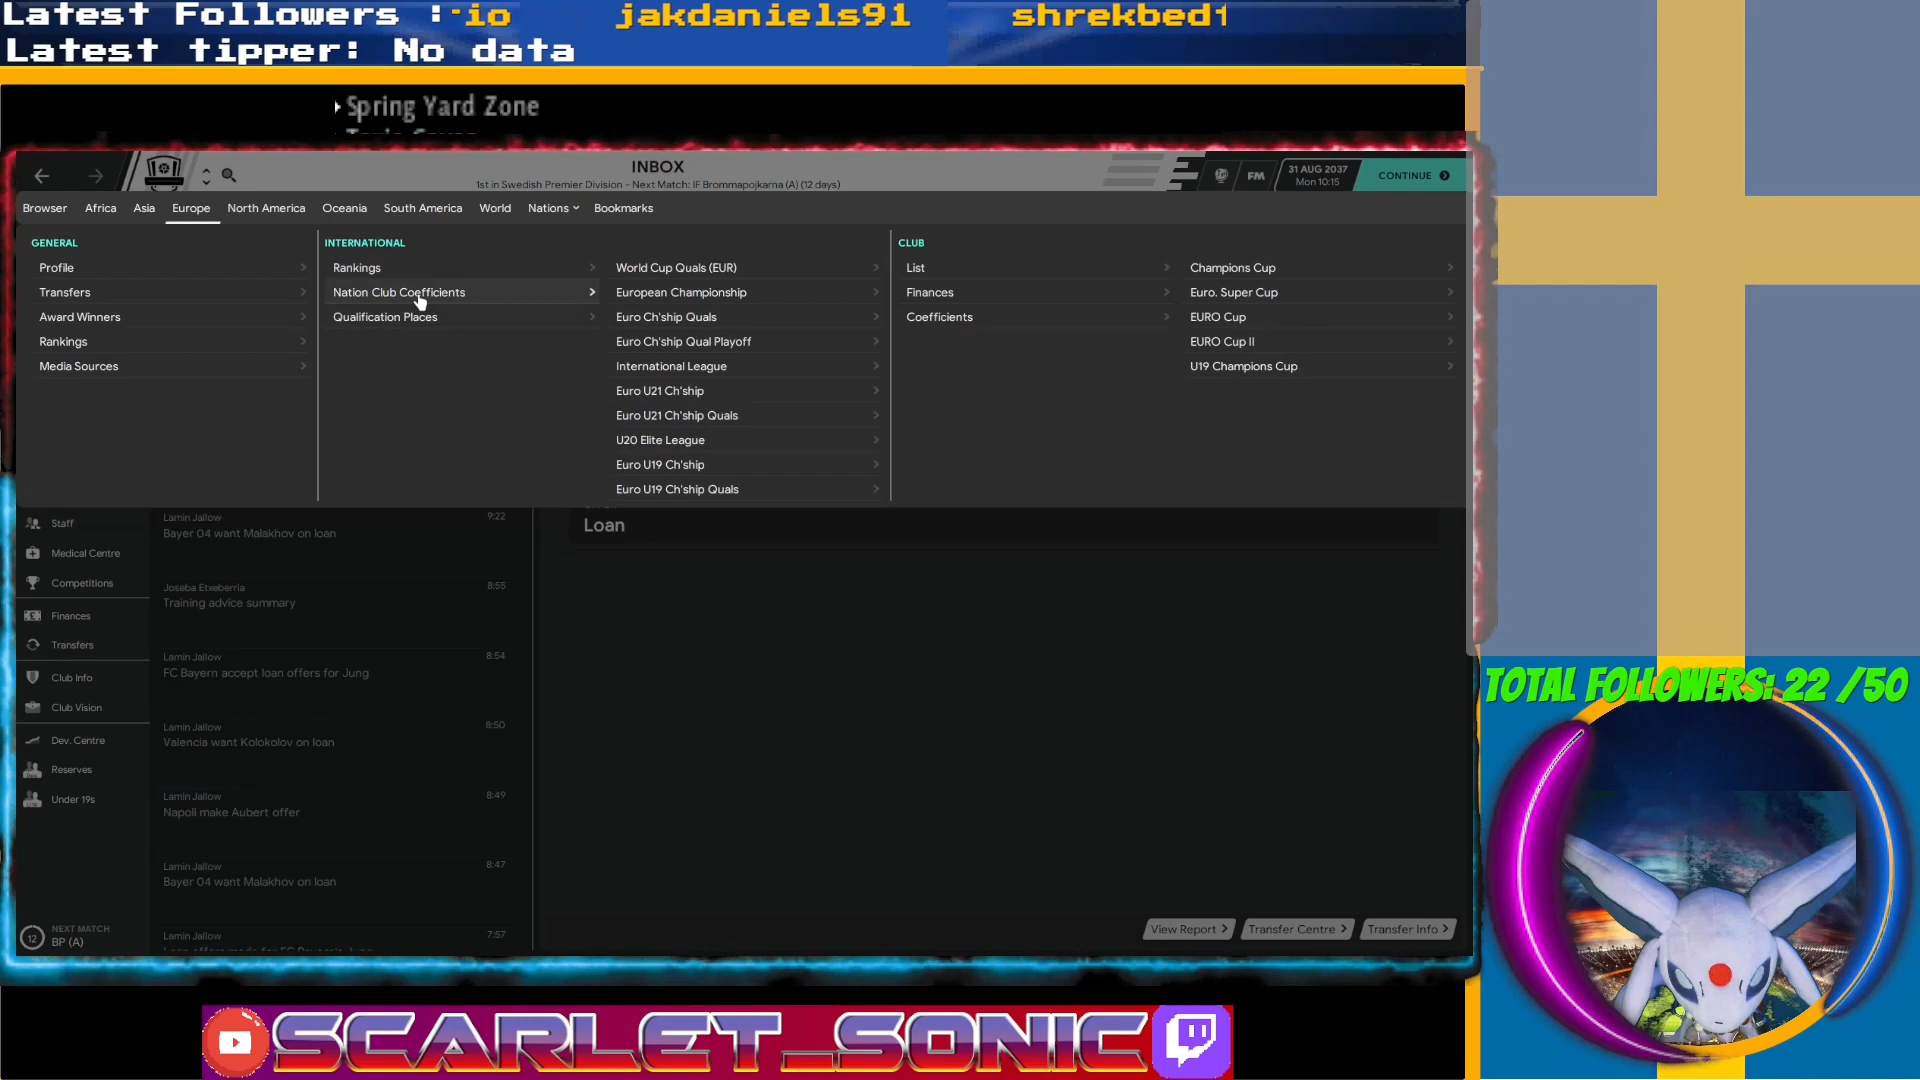 Latest Followers : io jakdaniels91 shrekbed1
Latest tipper: No data
Spring Yard Zone
INBOX
1st in Swedish Premier Division - Next Match: IF Brommapojkarna (A) (12 days)
FM
31 AUG 2037
Mon 10:15
CONTINUE
Browser Africa Asia Europe North America Oceania South America World Nations Bookmarks
GENERAL
Profile
Transfers
Award Winners
Rankings
Media Sources
INTERNATIONAL
Rankings
Nation Club Coefficients
Qualification Places
World Cup Quals (EUR)
European Championship
Euro Ch'ship Quals
Euro Ch'ship Qual Playoff
International League
Euro U21 Ch'ship
Euro U21 Ch'ship Quals
U20 Elite League
Euro U19 Ch'ship
Euro U19 Ch'ship Quals
CLUB
List
Finances
Coefficients
Champions Cup
Euro. Super Cup
EURO Cup
EURO Cup II
U19 Champions Cup
Staff
Medical Centre
Competitions
Finances
Transfers
Club Info
Club Vision
Dev. Centre
Reserves
Under 19s
12
NEXT MATCH
BP (A)
Lamin Jallow 9:22
Bayer 04 want Malakhov on loan
Joseba Etxeberria 8:55
Training advice summary
Lamin Jallow 8:54
FC Bayern accept loan offers for Jung
Lamin Jallow 8:50
Valencia want Kolokolov on loan
Lamin Jallow 8:49
Napoli make Aubert offer
Lamin Jallow 8:47
Bayer 04 want Malakhov on loan
Lamin Jallow 7:57
Loan
View Report
Transfer Centre
Transfer Info
TOTAL FOLLOWERS: 22 /50
SCARLET_SONIC